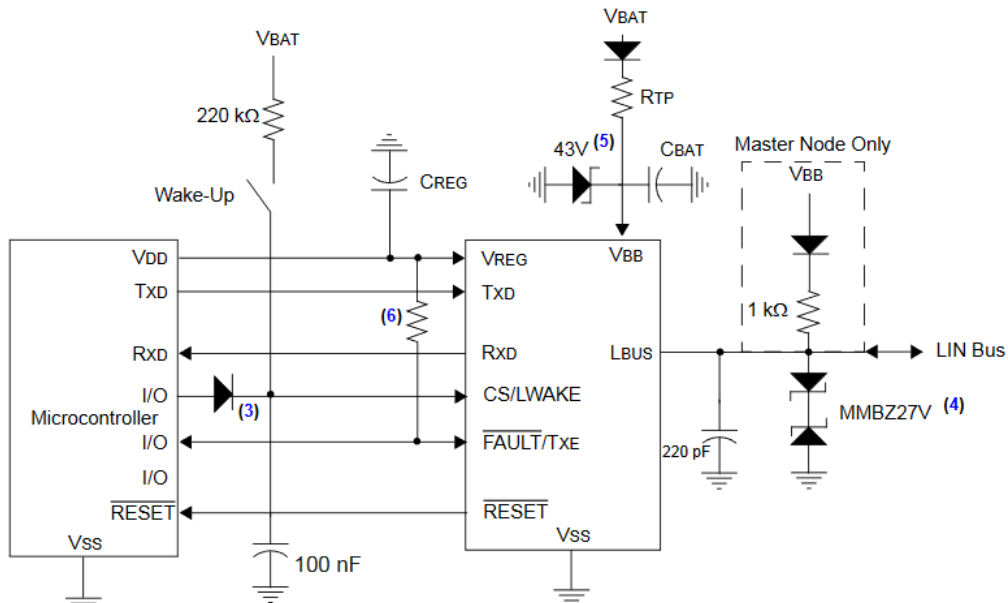 VBAT
220 kΩ
Wake-Up
CREG
VBAT
RTP
43V (5)
CBAT
Master Node Only
VBB
1 kΩ
VDD
TXD
RXD
I/O
Microcontroller
I/O
I/O
RESET
VSS
(3)
(6)
100 nF
VREG
VBB
TXD
RXD
LBUS
CS/LWAKE
FAULT/TXE
RESET
VSS
220 pF
LIN Bus
MMBZ27V (4)